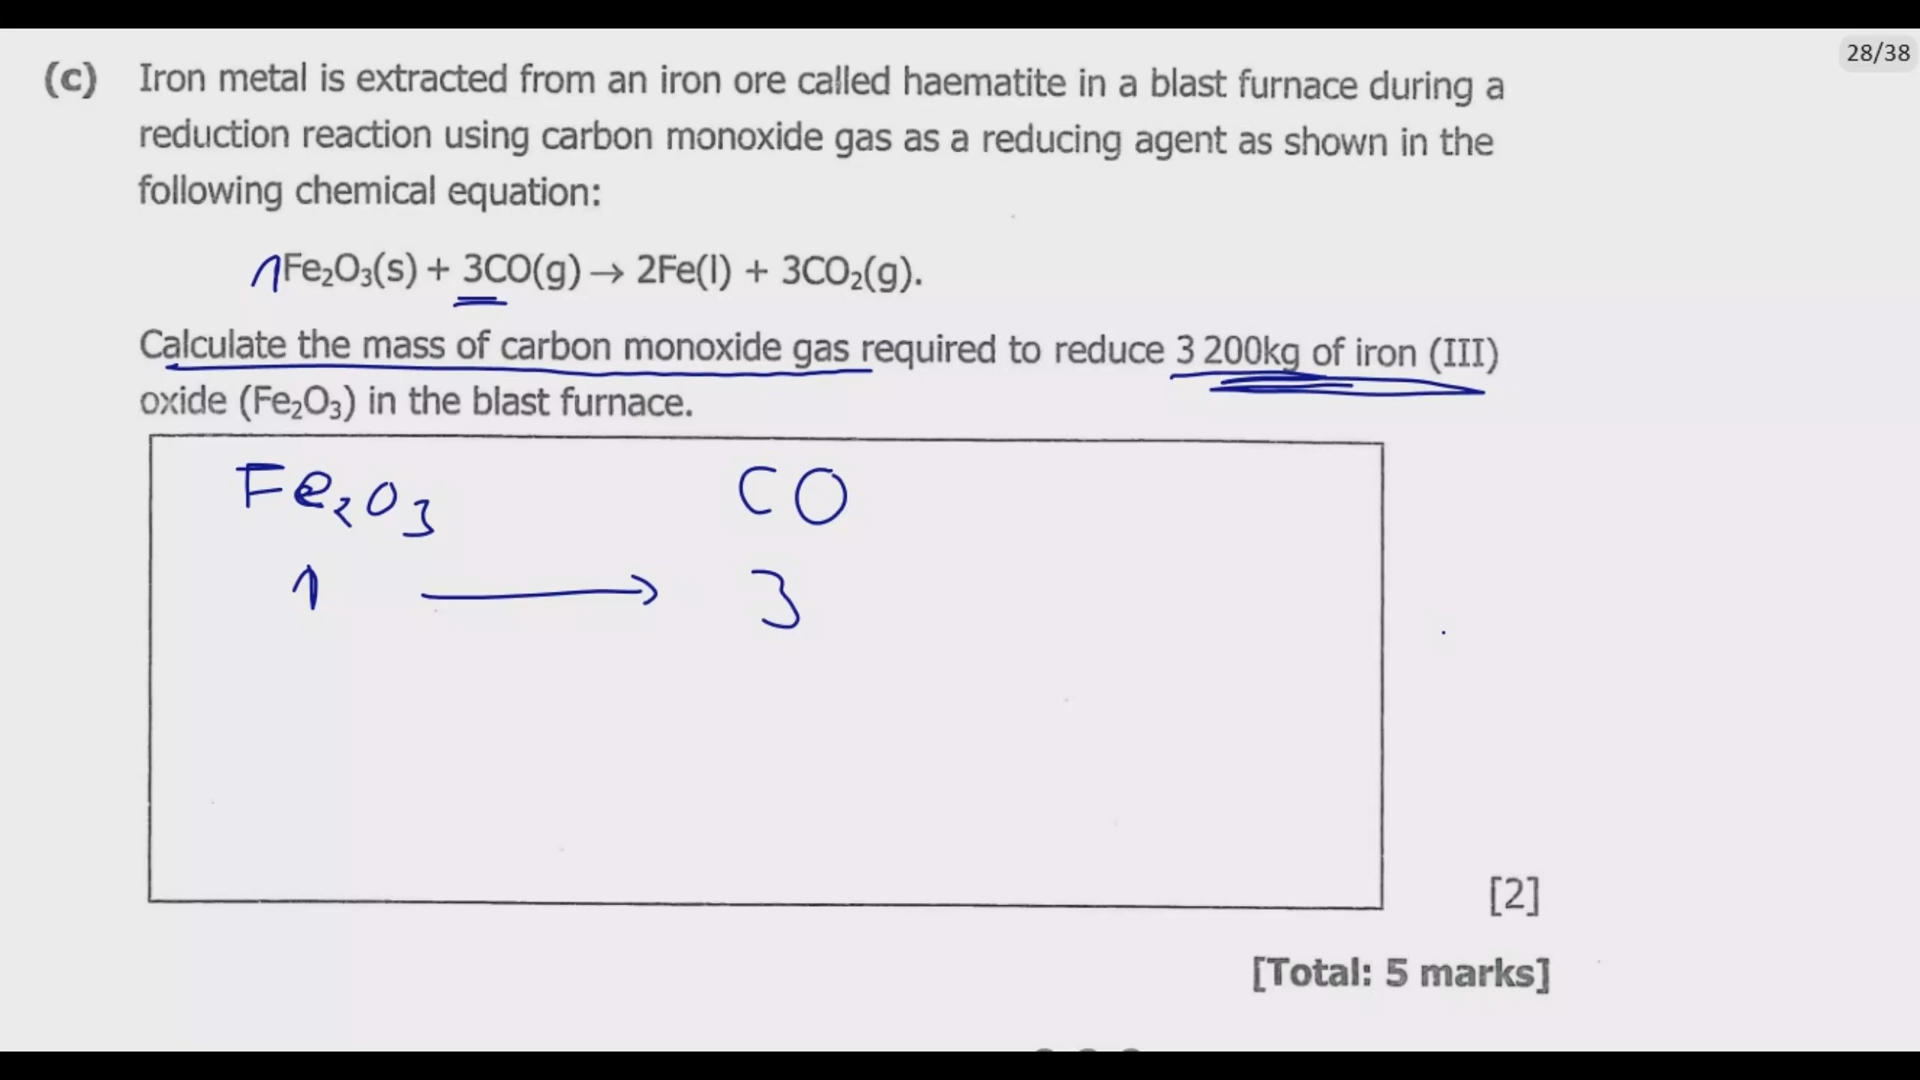 28/38
(c) Iron metal is extracted from an iron ore called haematite in a blast furnace during a
reduction reaction using carbon monoxide gas as a reducing agent as shown in the
following chemical equation:
1Fe₂O₃(s) + 3CO(g) → 2Fe(l) + 3CO₂(g).
Calculate the mass of carbon monoxide gas required to reduce 3 200kg of iron (III)
oxide (Fe₂O₃) in the blast furnace.
Fe₂O₃ CO
1 → 3
[2]
[Total: 5 marks]